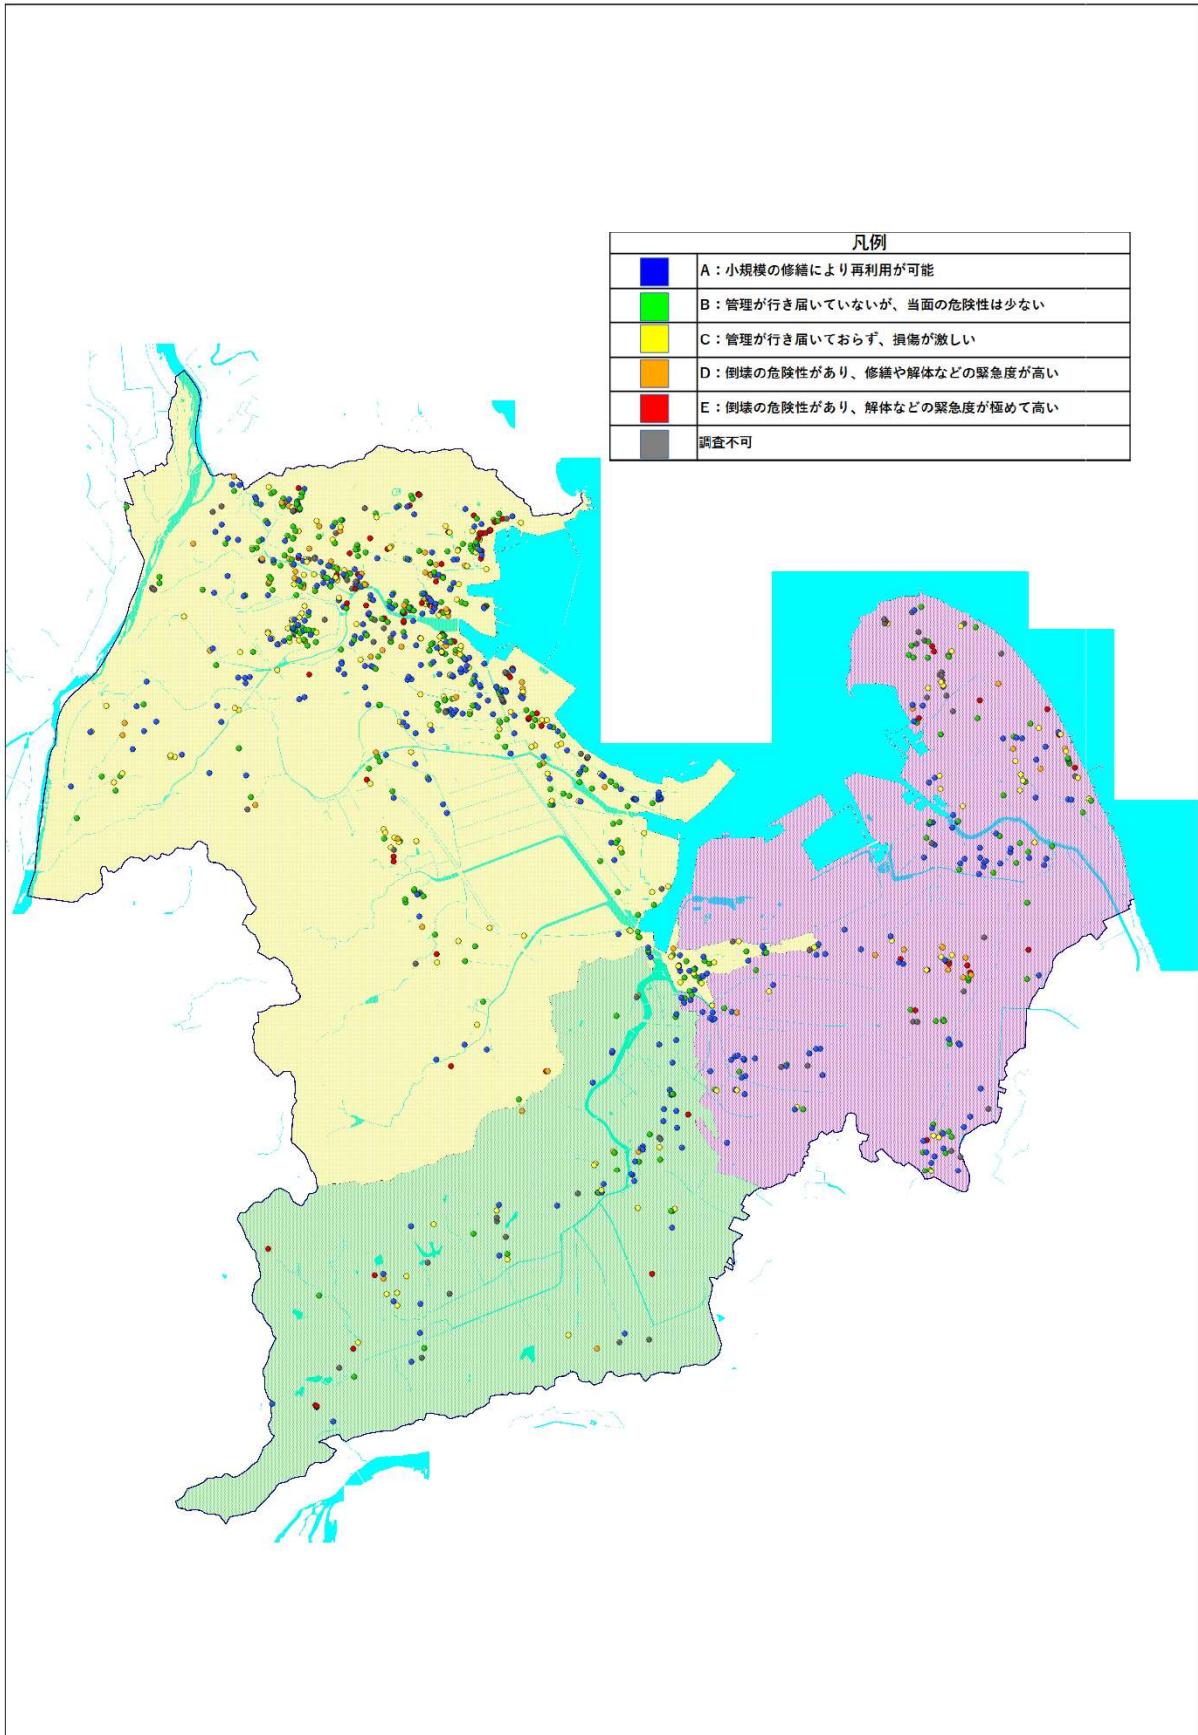 凡例
A：小規模の修繕により再利用が可能
B：管理が行き届いていないが、当面の危険性は少ない
C：管理が行き届いておらず、損傷が激しい
D：倒壊の危険性があり、修繕や解体などの緊急度が高い
E：倒壊の危険性があり、解体などの緊急度が極めて高い
調査不可